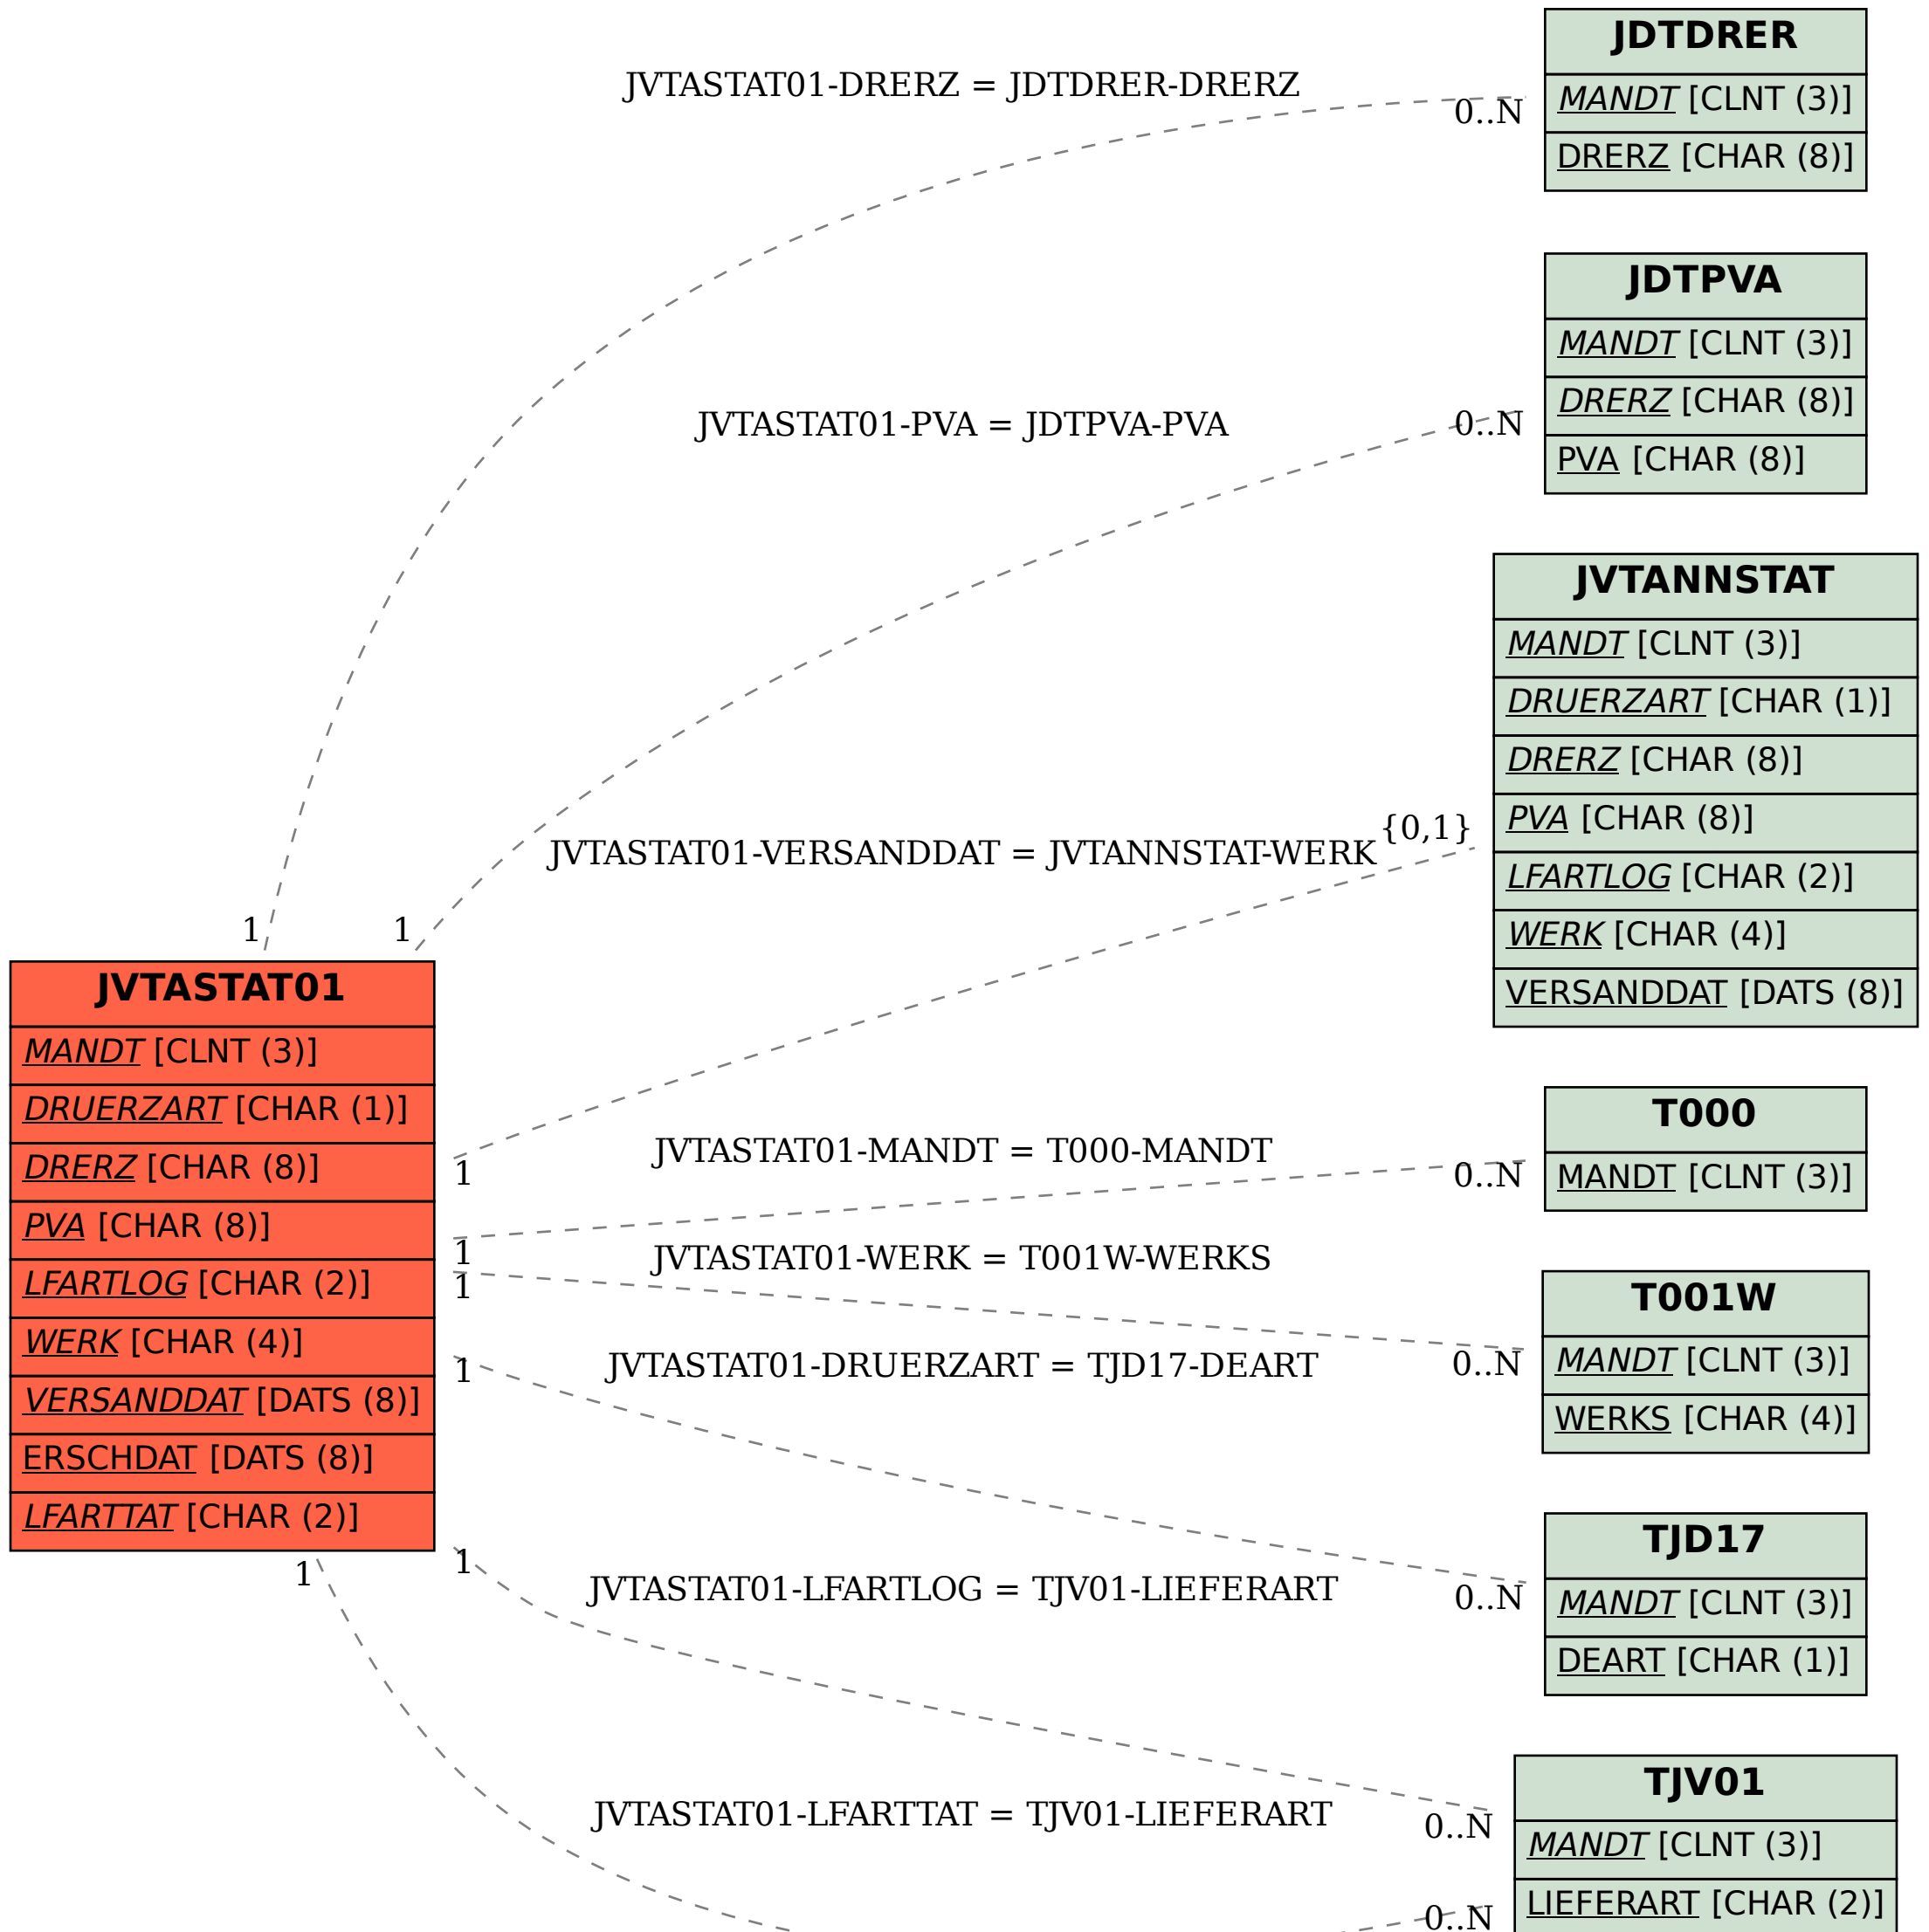 JDTDRER
MANDT [CLNT (3)]
DRERZ [CHAR (8)]
JVTASTAT01-DRERZ = JDTDRER-DRERZ
0..N
JDTPVA
MANDT [CLNT (3)]
DRERZ [CHAR (8)]
PVA [CHAR (8)]
JVTASTAT01-PVA = JDTPVA-PVA
0..N
JVTANNSTAT
MANDT [CLNT (3)]
DRUERZART [CHAR (1)]
DRERZ [CHAR (8)]
PVA [CHAR (8)]
LFARTLOG [CHAR (2)]
WERK [CHAR (4)]
VERSANDDAT [DATS (8)]
JVTASTAT01-VERSANDDAT = JVTANNSTAT-WERK
{0,1}
1
1
JVTASTAT01
MANDT [CLNT (3)]
DRUERZART [CHAR (1)]
DRERZ [CHAR (8)]
PVA [CHAR (8)]
LFARTLOG [CHAR (2)]
WERK [CHAR (4)]
VERSANDDAT [DATS (8)]
ERSCHDAT [DATS (8)]
LFARTTAT [CHAR (2)]
1
1
1
1
1
1
JVTASTAT01-MANDT = T000-MANDT
0..N
T000
MANDT [CLNT (3)]
JVTASTAT01-WERK = T001W-WERKS
0..N
T001W
MANDT [CLNT (3)]
WERKS [CHAR (4)]
JVTASTAT01-DRUERZART = TJD17-DEART
0..N
TJD17
MANDT [CLNT (3)]
DEART [CHAR (1)]
JVTASTAT01-LFARTLOG = TJV01-LIEFERART
0..N
TJV01
MANDT [CLNT (3)]
LIEFERART [CHAR (2)]
JVTASTAT01-LFARTTAT = TJV01-LIEFERART
0..N